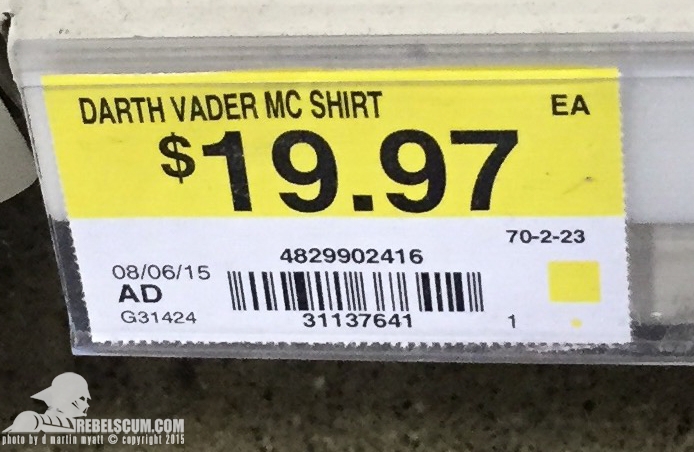 DARTH VADER MC SHIRT EA
$19.97
70-2-23
4829902416
08/06/15
AD
G31424
31137641 1
REBELSCUM.COM
photo by d martin myatt © copyright 2015